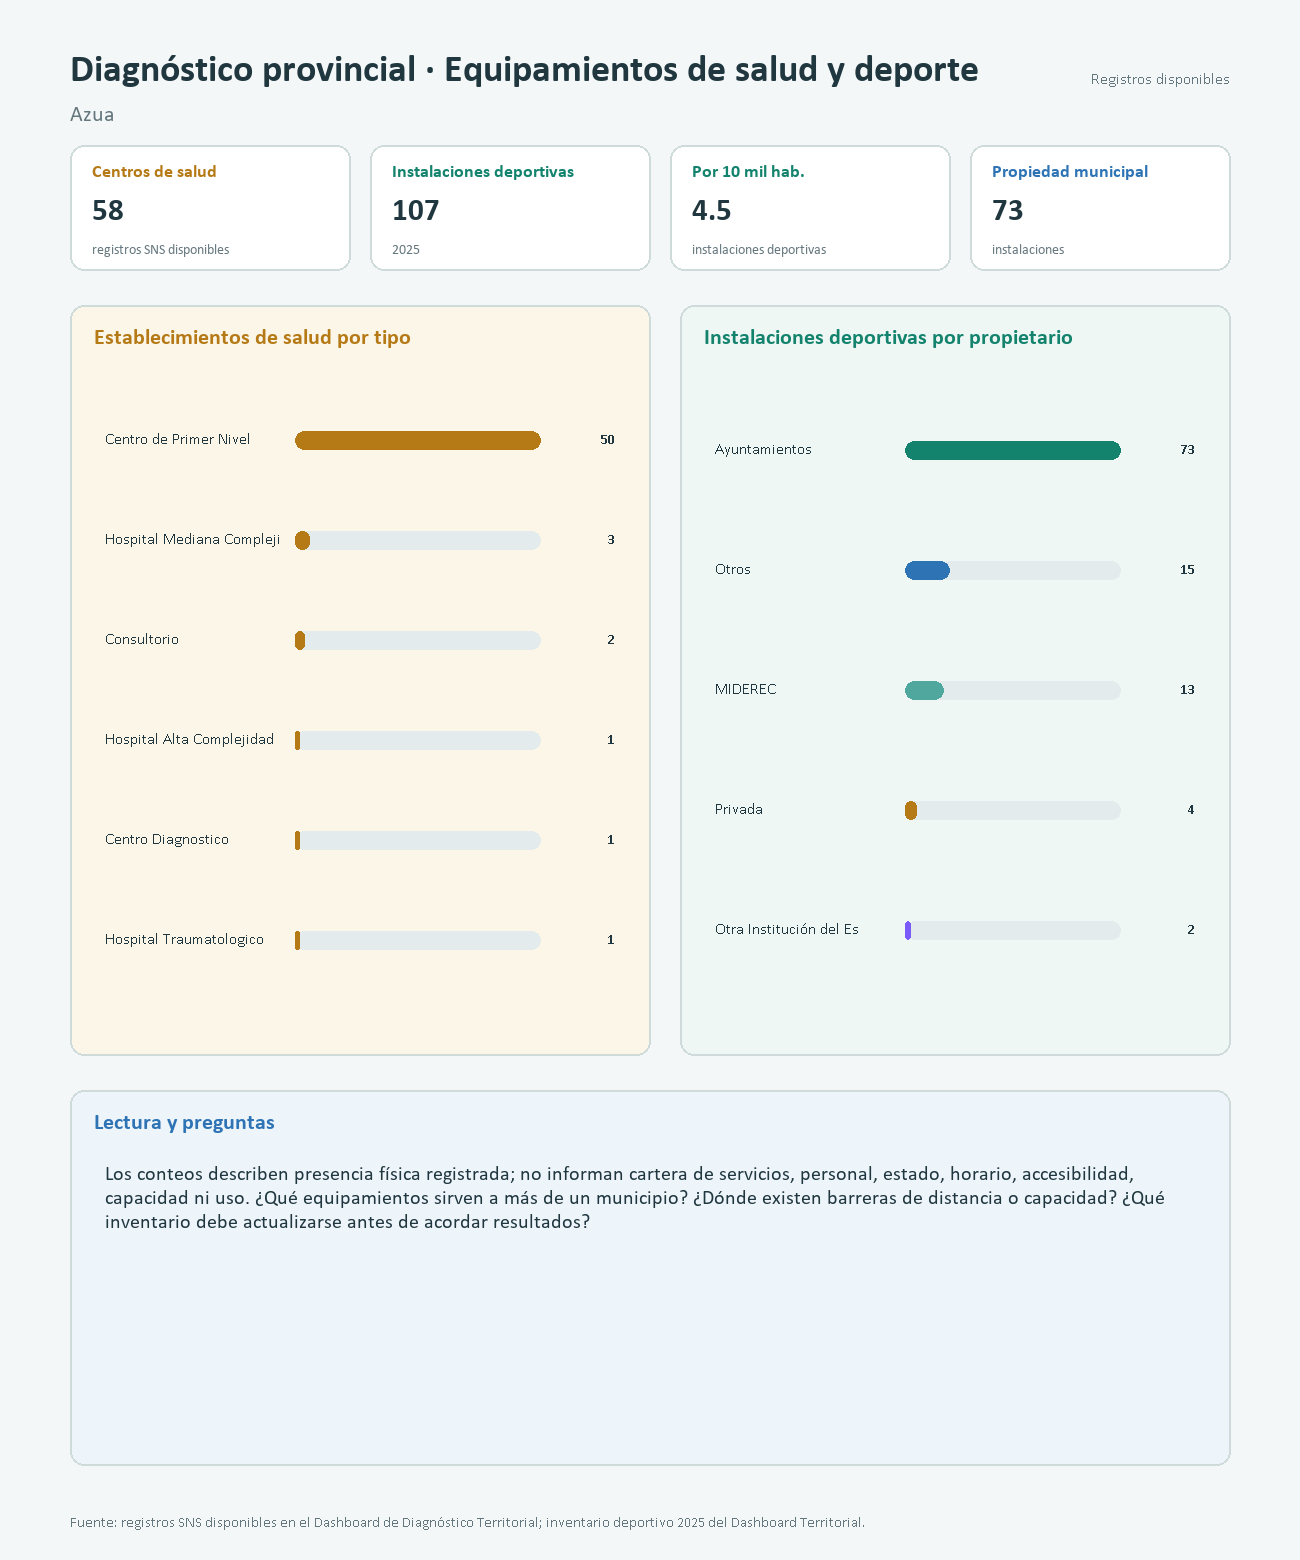 Diagnóstico provincial · Equipamientos de salud y deporte
Registros disponibles
Azua
Centros de salud
58
registros SNS disponibles
Instalaciones deportivas
107
2025
Por 10 mil hab.
4.5
instalaciones deportivas
Propiedad municipal
73
instalaciones
Establecimientos de salud por tipo
Centro de Primer Nivel 50
Hospital Mediana Compleji 3
Consultorio 2
Hospital Alta Complejidad 1
Centro Diagnostico 1
Hospital Traumatologico 1
Instalaciones deportivas por propietario
Ayuntamientos 73
Otros 15
MIDEREC 13
Privada 4
Otra Institución del Es 2
Lectura y preguntas
Los conteos describen presencia física registrada; no informan cartera de servicios, personal, estado, horario, accesibilidad,
capacidad ni uso. ¿Qué equipamientos sirven a más de un municipio? ¿Dónde existen barreras de distancia o capacidad? ¿Qué
inventario debe actualizarse antes de acordar resultados?
Fuente: registros SNS disponibles en el Dashboard de Diagnóstico Territorial; inventario deportivo 2025 del Dashboard Territorial.